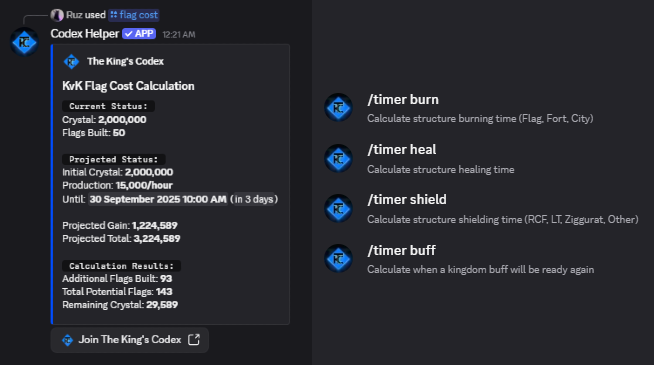 Ruz used flag cost
Codex Helper ✓ APP 12:21 AM
The King's Codex
KvK Flag Cost Calculation
Current Status:
Crystal: 2,000,000
Flags Built: 50
Projected Status:
Initial Crystal: 2,000,000
Production: 15,000/hour
Until: 30 September 2025 10:00 AM (in 3 days)
Projected Gain: 1,224,589
Projected Total: 3,224,589
Calculation Results:
Additional Flags Built: 93
Total Potential Flags: 143
Remaining Crystal: 29,589
Join The King's Codex
/timer burn
Calculate structure burning time (Flag, Fort, City)
/timer heal
Calculate structure healing time
/timer shield
Calculate structure shielding time (RCF, LT, Ziggurat, Other)
/timer buff
Calculate when a kingdom buff will be ready again